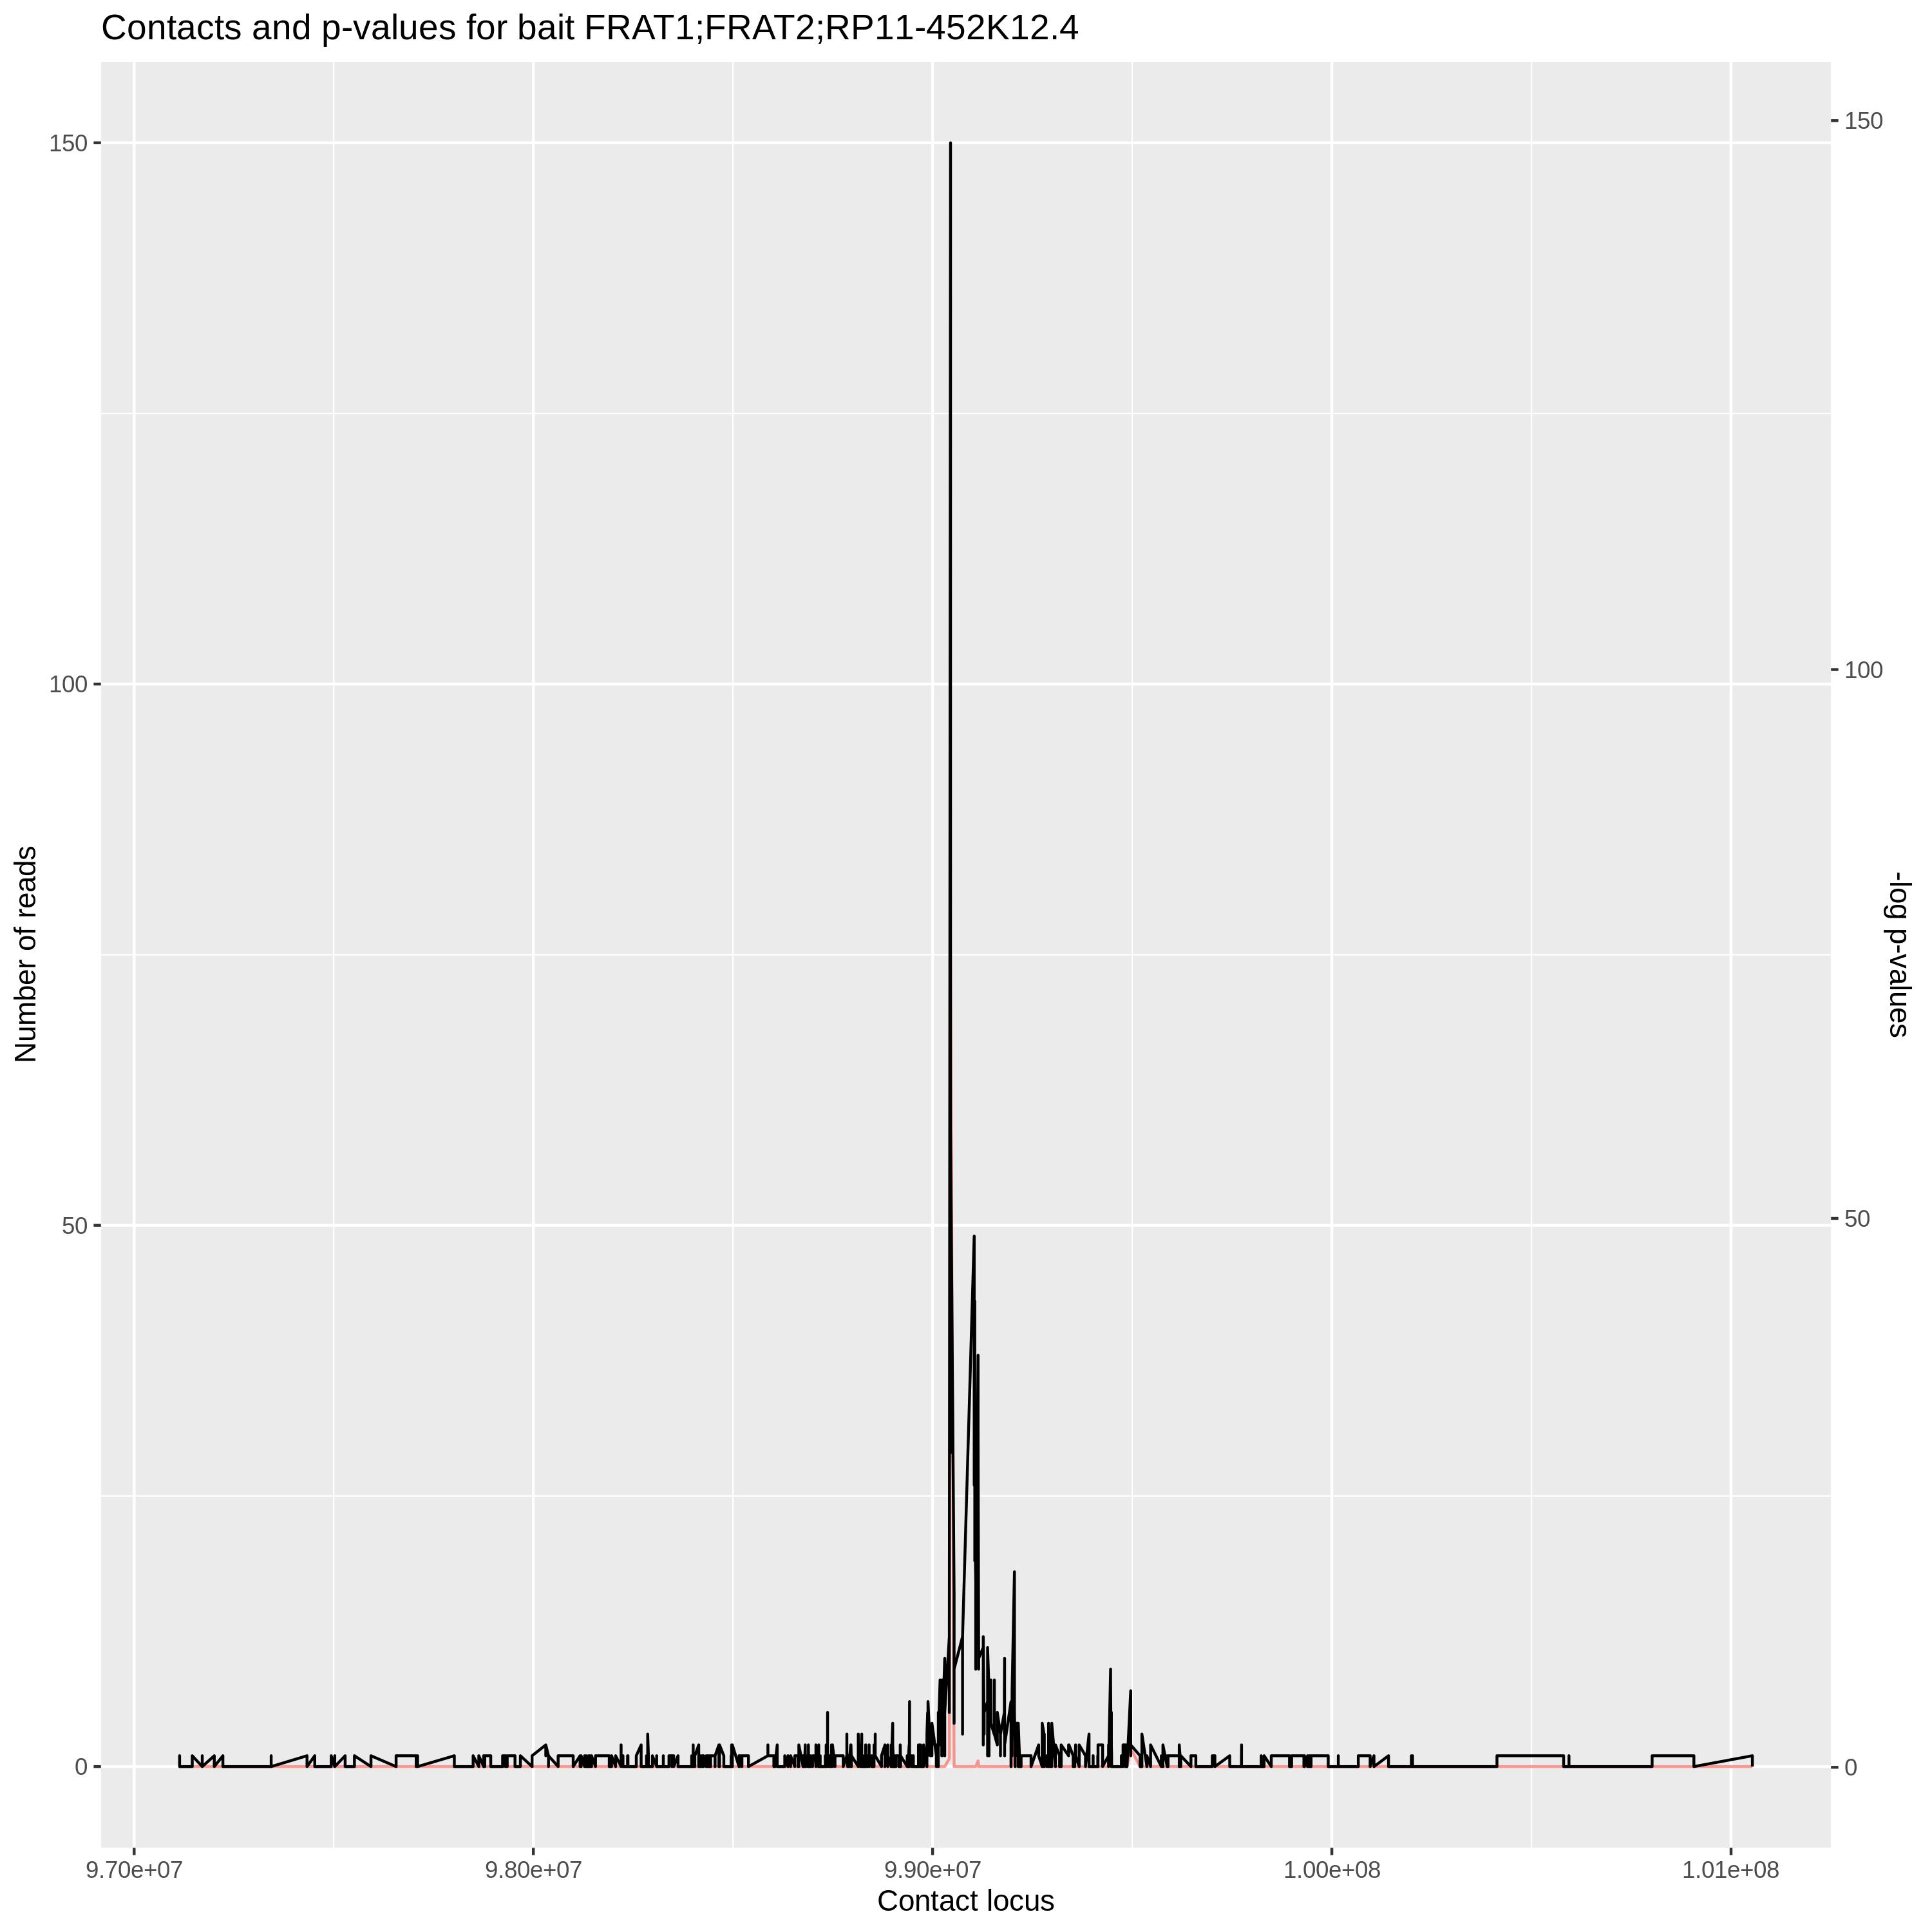 Contacts and p-values for bait FRAT1;FRAT2;RP11-452K12.4
150
100
50
0
Number of reads
150
100
50
0
-log p-values
9.70e+07 9.80e+07 9.90e+07 1.00e+08 1.01e+08
Contact locus